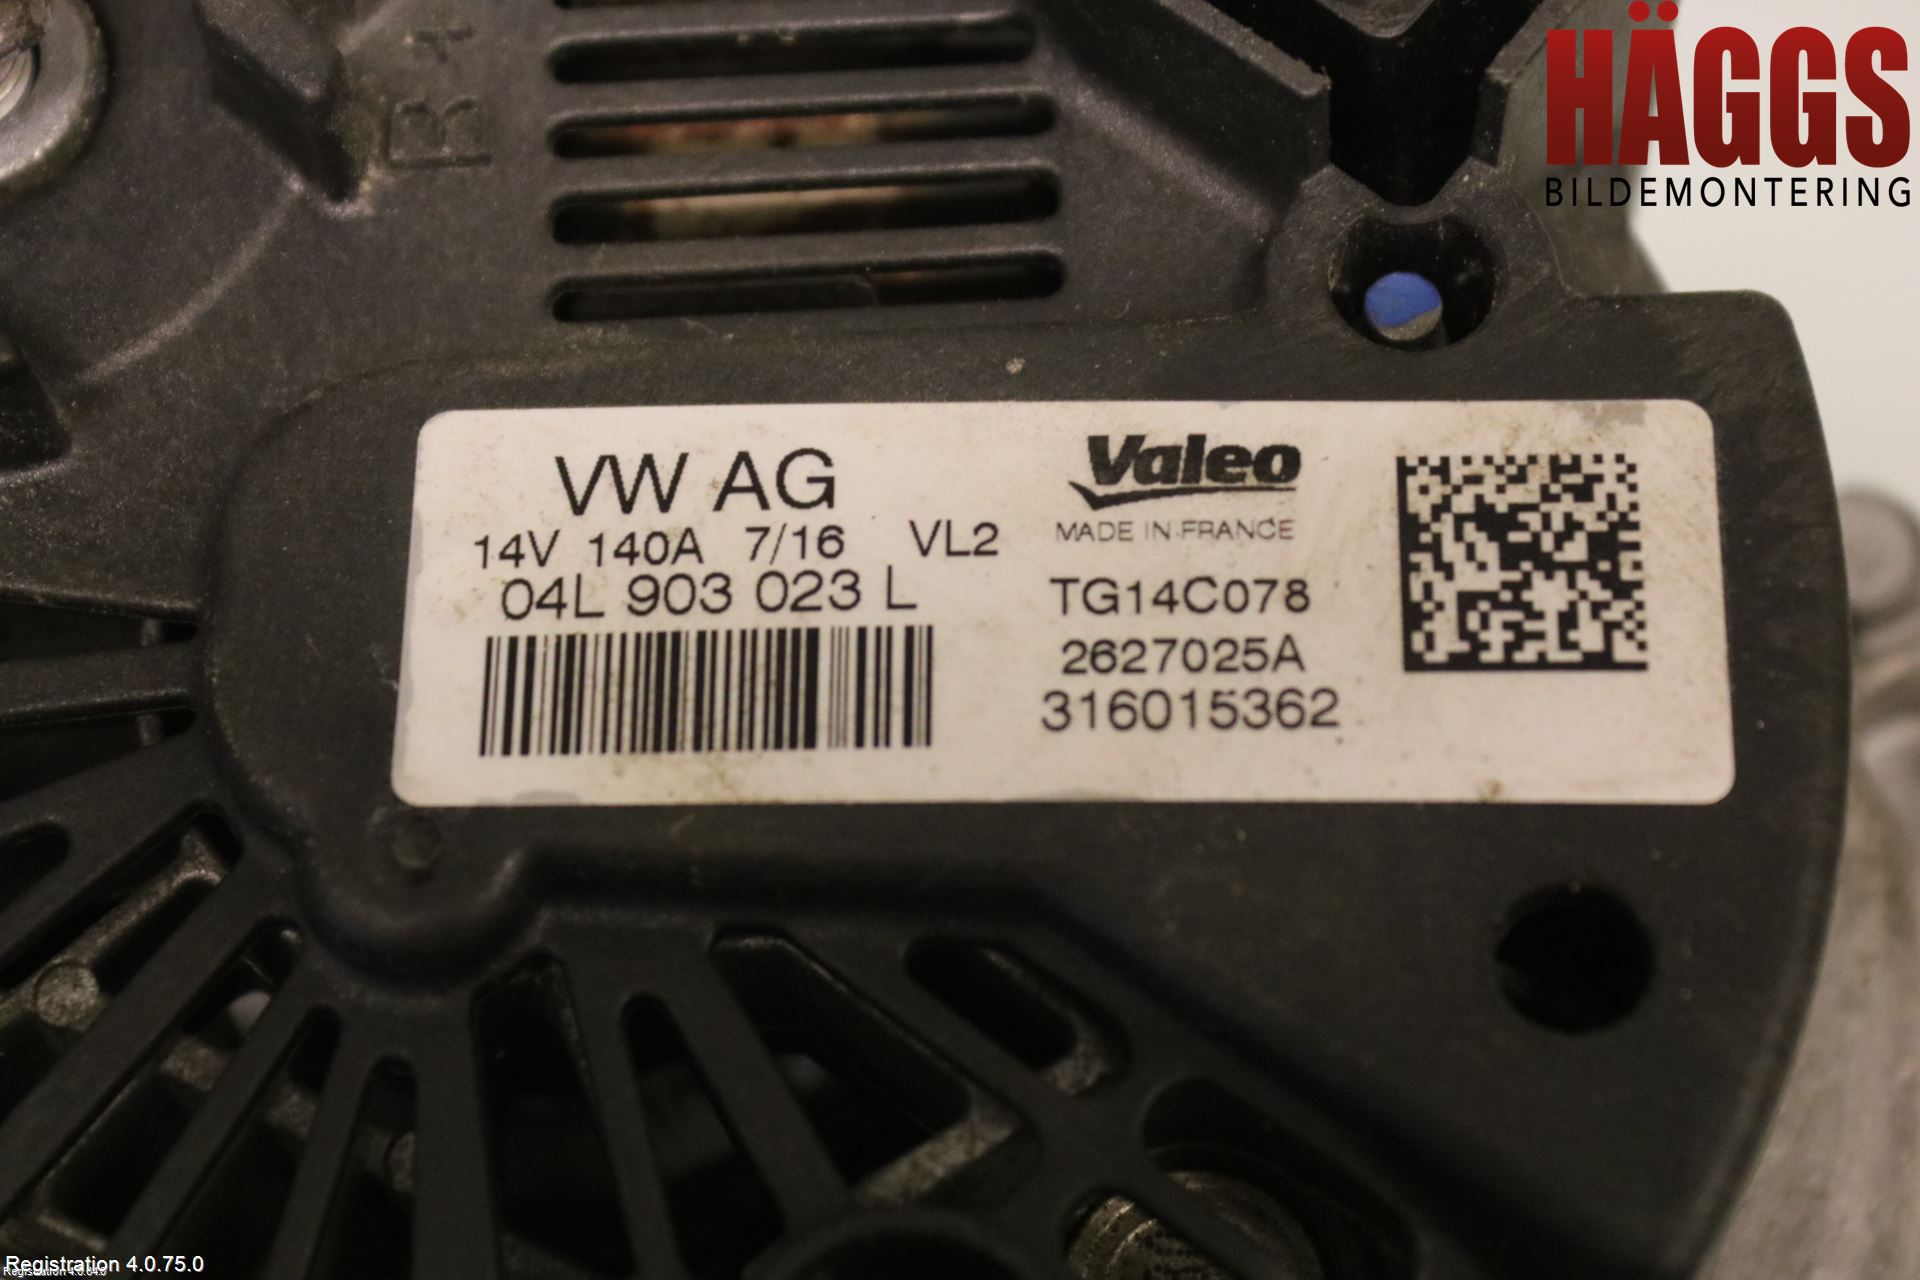 B1
HÄGGS
BILDEMONTERING
VW AG
14V 140A 7/16 VL2
04L 903 023 L
Valeo
MADE IN FRANCE
TG14C078
2627025A
316015362
Registration 4.0.75.0